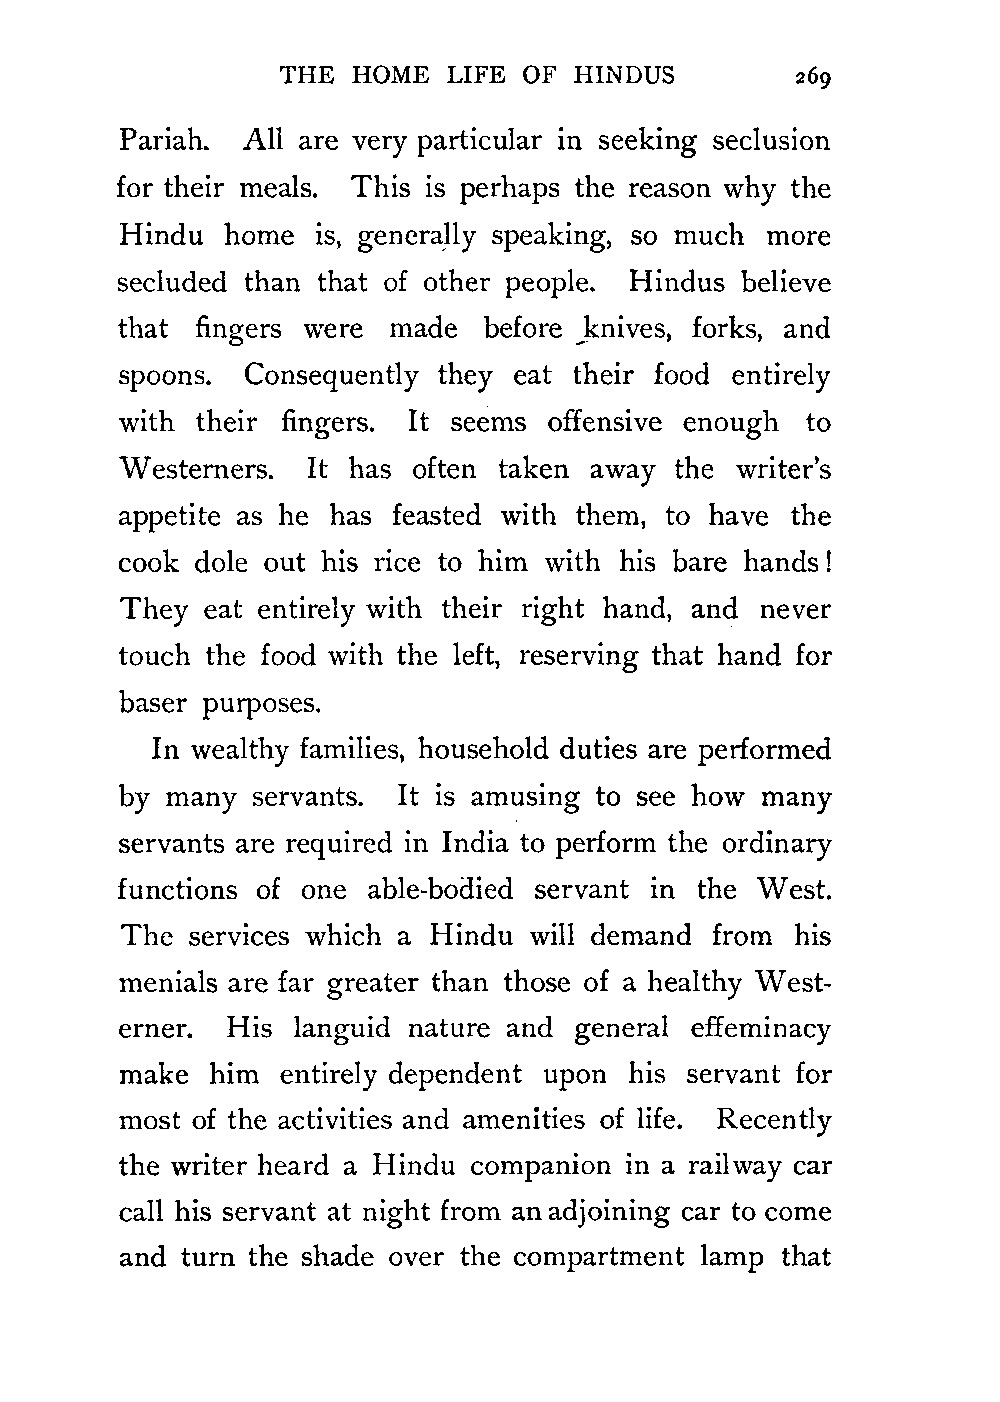 THE HOME LIFE OF HINDUS 269
Pariah. All are very particular in seeking seclusion
for their meals. This is perhaps the reason why the
Hindu home is, generally speaking, so much more
secluded than that of other people. Hindus believe
that fingers were made before knives, forks, and
spoons. Consequently they eat their food entirely
with their fingers. It seems offensive enough to
Westerners. It has often taken away the writer's
appetite as he has feasted with them, to have the
cook dole out his rice to him with his bare hands!
They eat entirely with their right hand, and never
touch the food with the left, reserving that hand for
baser purposes.
In wealthy families, household duties are performed
by many servants. It is amusing to see how many
servants are required in India to perform the ordinary
functions of one able-bodied servant in the West.
The services which a Hindu will demand from his
menials are far greater than those of a healthy West-
erner. His languid nature and general effeminacy
make him entirely dependent upon his servant for
most of the activities and amenities of life. Recently
the writer heard a Hindu companion in a railway car
call his servant at night from an adjoining car to come
and turn the shade over the compartment lamp that